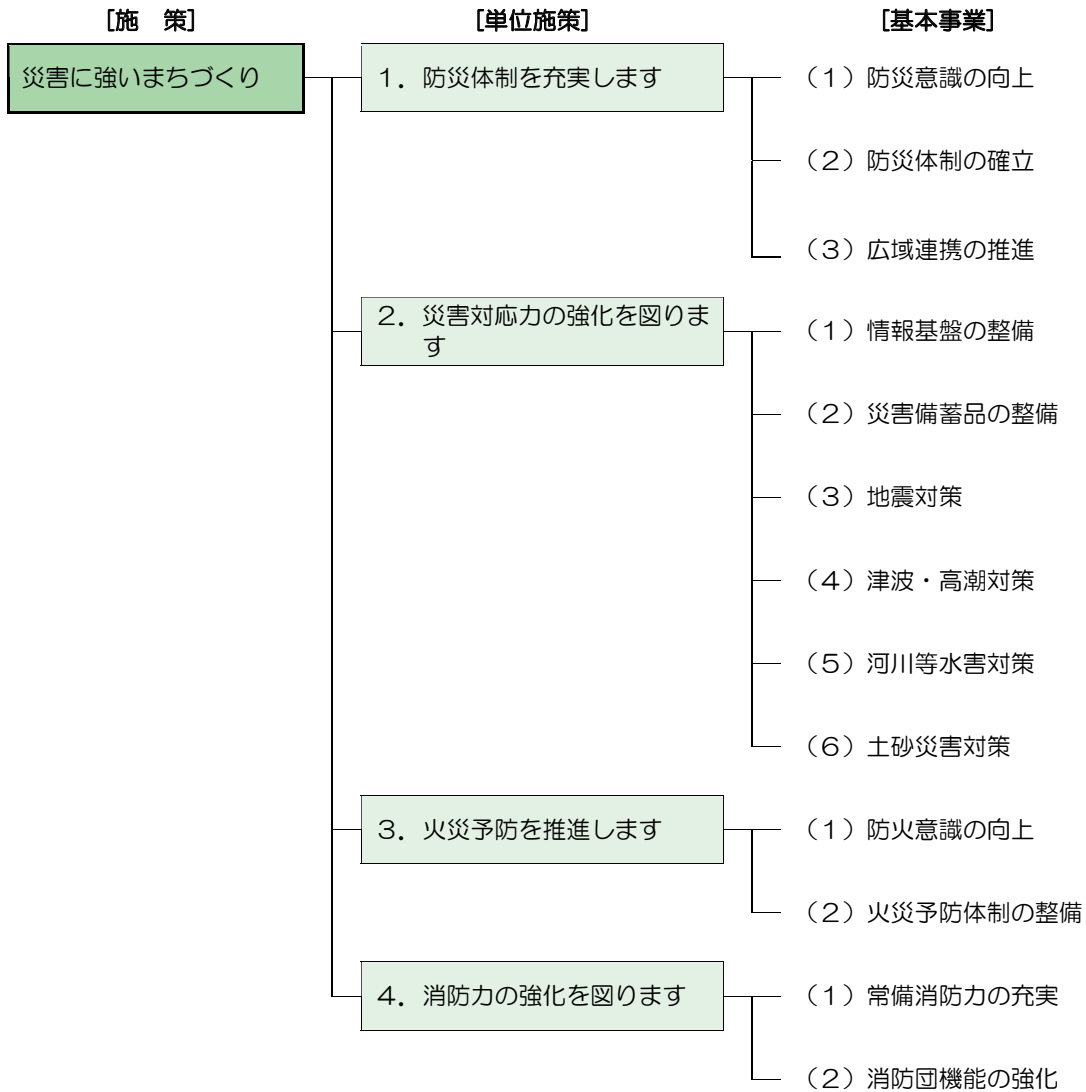 [施　策]
[単位施策]
[基本事業]
災害に強いまちづくり
１．防災体制を充実します
（１）防災意識の向上
（２）防災体制の確立
（３）広域連携の推進
２．災害対応力の強化を図りま
す
（１）情報基盤の整備
（２）災害備蓄品の整備
（３）地震対策
（４）津波・高潮対策
（５）河川等水害対策
（６）土砂災害対策
３．火災予防を推進します
（１）防火意識の向上
（２）火災予防体制の整備
４．消防力の強化を図ります
（１）常備消防力の充実
（２）消防団機能の強化